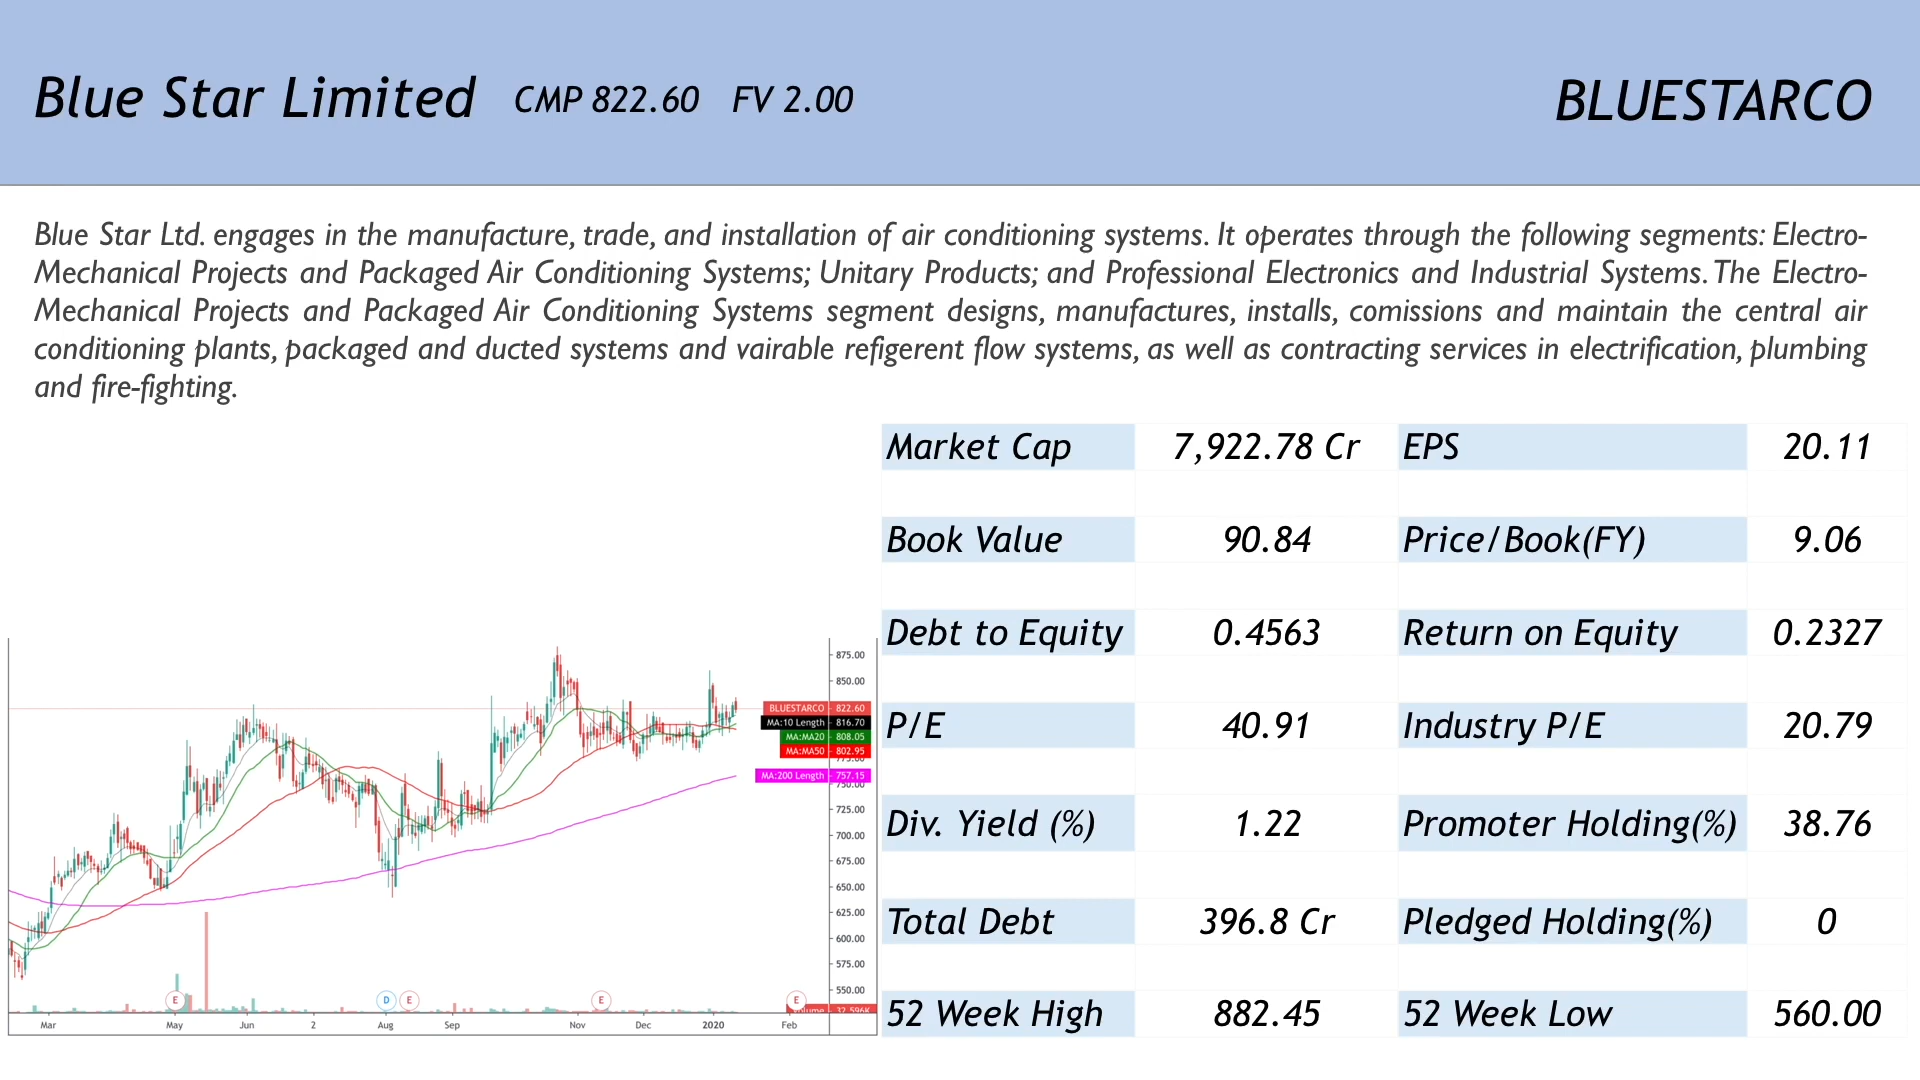 Blue Star Limited CMP 822.60 FV 2.00 BLUESTARCO
Blue Star Ltd. engages in the manufacture, trade, and installation of air conditioning systems. It operates through the following segments: Electro-
Mechanical Projects and Packaged Air Conditioning Systems; Unitary Products; and Professional Electronics and Industrial Systems. The Electro-
Mechanical Projects and Packaged Air Conditioning Systems segment designs, manufactures, installs, comissions and maintain the central air
conditioning plants, packaged and ducted systems and vairable refigerent flow systems, as well as contracting services in electrification, plumbing
and fire-fighting.
Market Cap 7,922.78 Cr EPS 20.11
Book Value 90.84 Price/Book(FY) 9.06
Debt to Equity 0.4563 Return on Equity 0.2327
P/E 40.91 Industry P/E 20.79
Div. Yield (%) 1.22 Promoter Holding(%) 38.76
Total Debt 396.8 Cr Pledged Holding(%) 0
52 Week High 882.45 52 Week Low 560.00
875.00
850.00
BLUESTARCO 822.60
MA:10 Length 816.70
MA:MA20 808.05
MA:MA50 802.95
775.00
MA:200 Length 757.15
750.00
725.00
700.00
675.00
650.00
625.00
600.00
575.00
550.00
E D E E E
Volume 32.596K
Mar May Jun 2 Aug Sep Nov Dec 2020 Feb